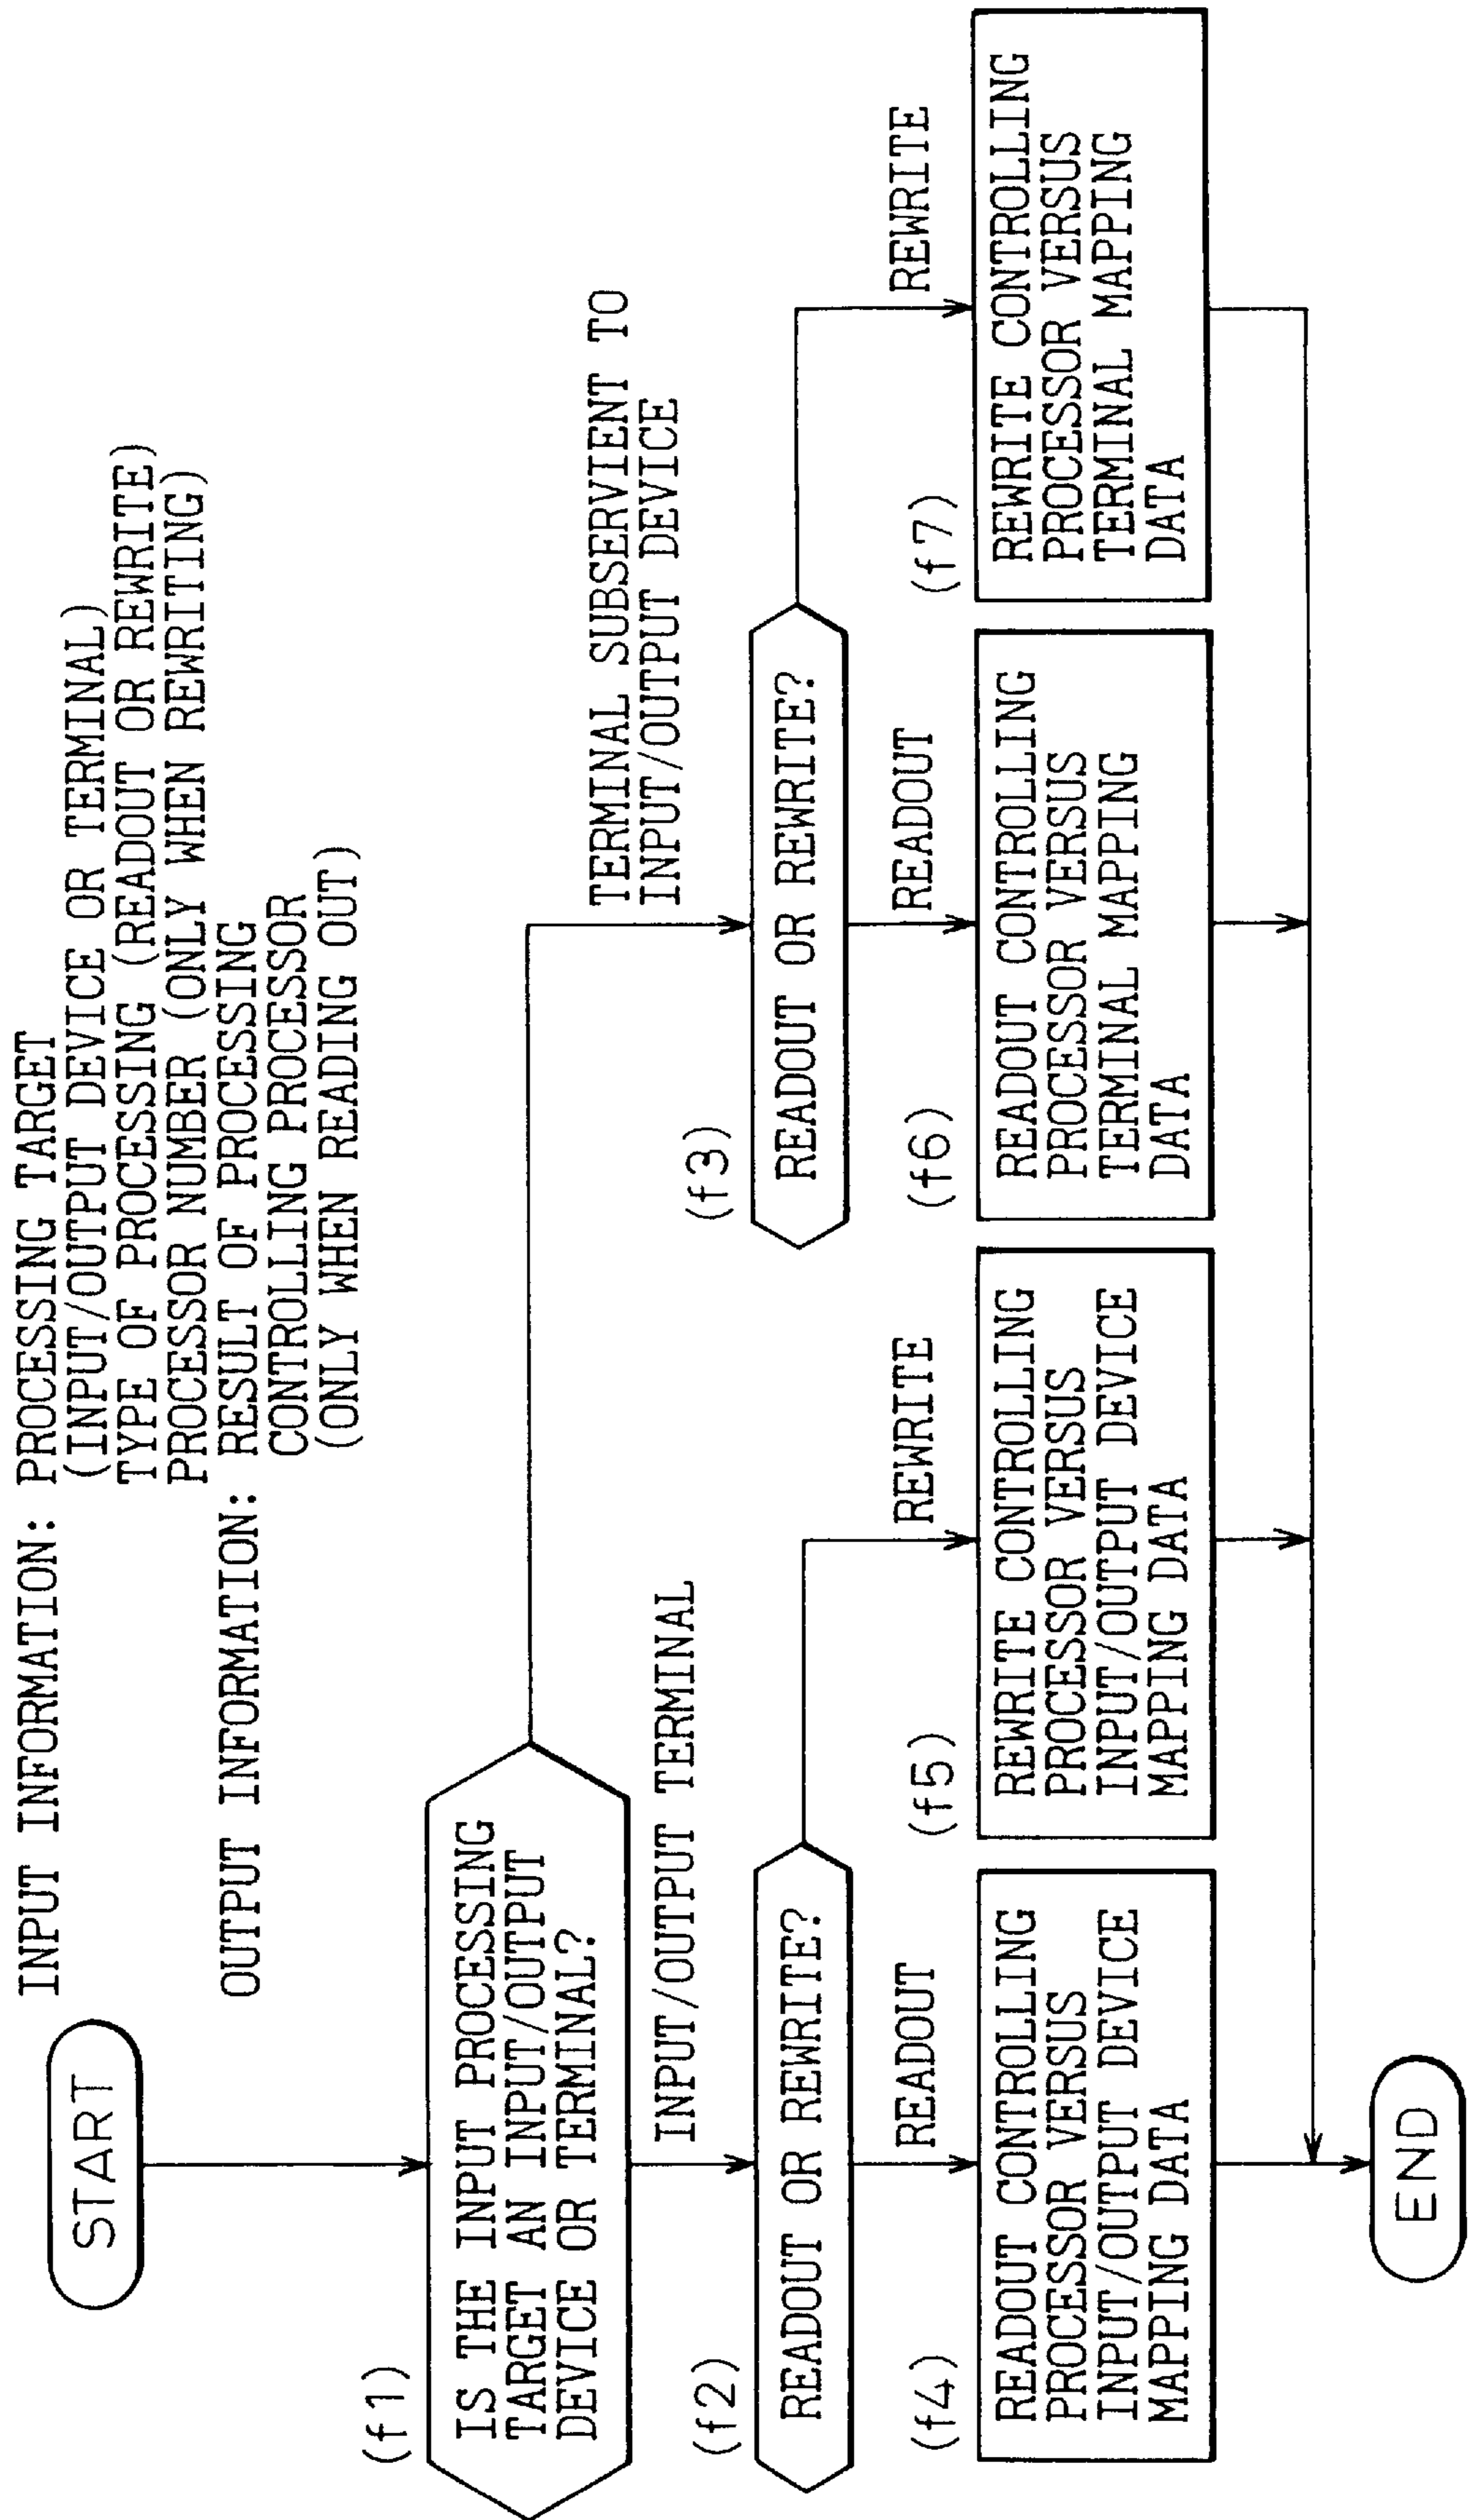 INPUT INFORMATION: PROCESSING TARGET
(INPUT/OUTPUT DEVICE OR TERMINAL)
TYPE OF PROCESSING (READOUT OR REWRITE)
PROCESSOR NUMBER (ONLY WHEN REWRITING)
OUTPUT INFORMATION: RESULT OF PROCESSING
CONTROLLING PROCESSOR
(ONLY WHEN READING OUT)
START
(f1)
IS THE INPUT PROCESSING
TARGET AN INPUT/OUTPUT
DEVICE OR TERMINAL?
INPUT/OUTPUT TERMINAL
TERMINAL SUBSERVIENT TO
INPUT/OUTPUT DEVICE
(f2)
READOUT OR REWRITE?
(f3)
READOUT OR REWRITE?
READOUT
REWRITE
READOUT
REWRITE
(f4)
READOUT CONTROLLING
PROCESSOR VERSUS
INPUT/OUTPUT DEVICE
MAPPING DATA
(f5)
REWRITE CONTROLLING
PROCESSOR VERSUS
INPUT/OUTPUT DEVICE
MAPPING DATA
(f6)
READOUT CONTROLLING
PROCESSOR VERSUS
TERMINAL MAPPING
DATA
(f7)
REWRITE CONTROLLING
PROCESSOR VERSUS
TERMINAL MAPPING
DATA
END